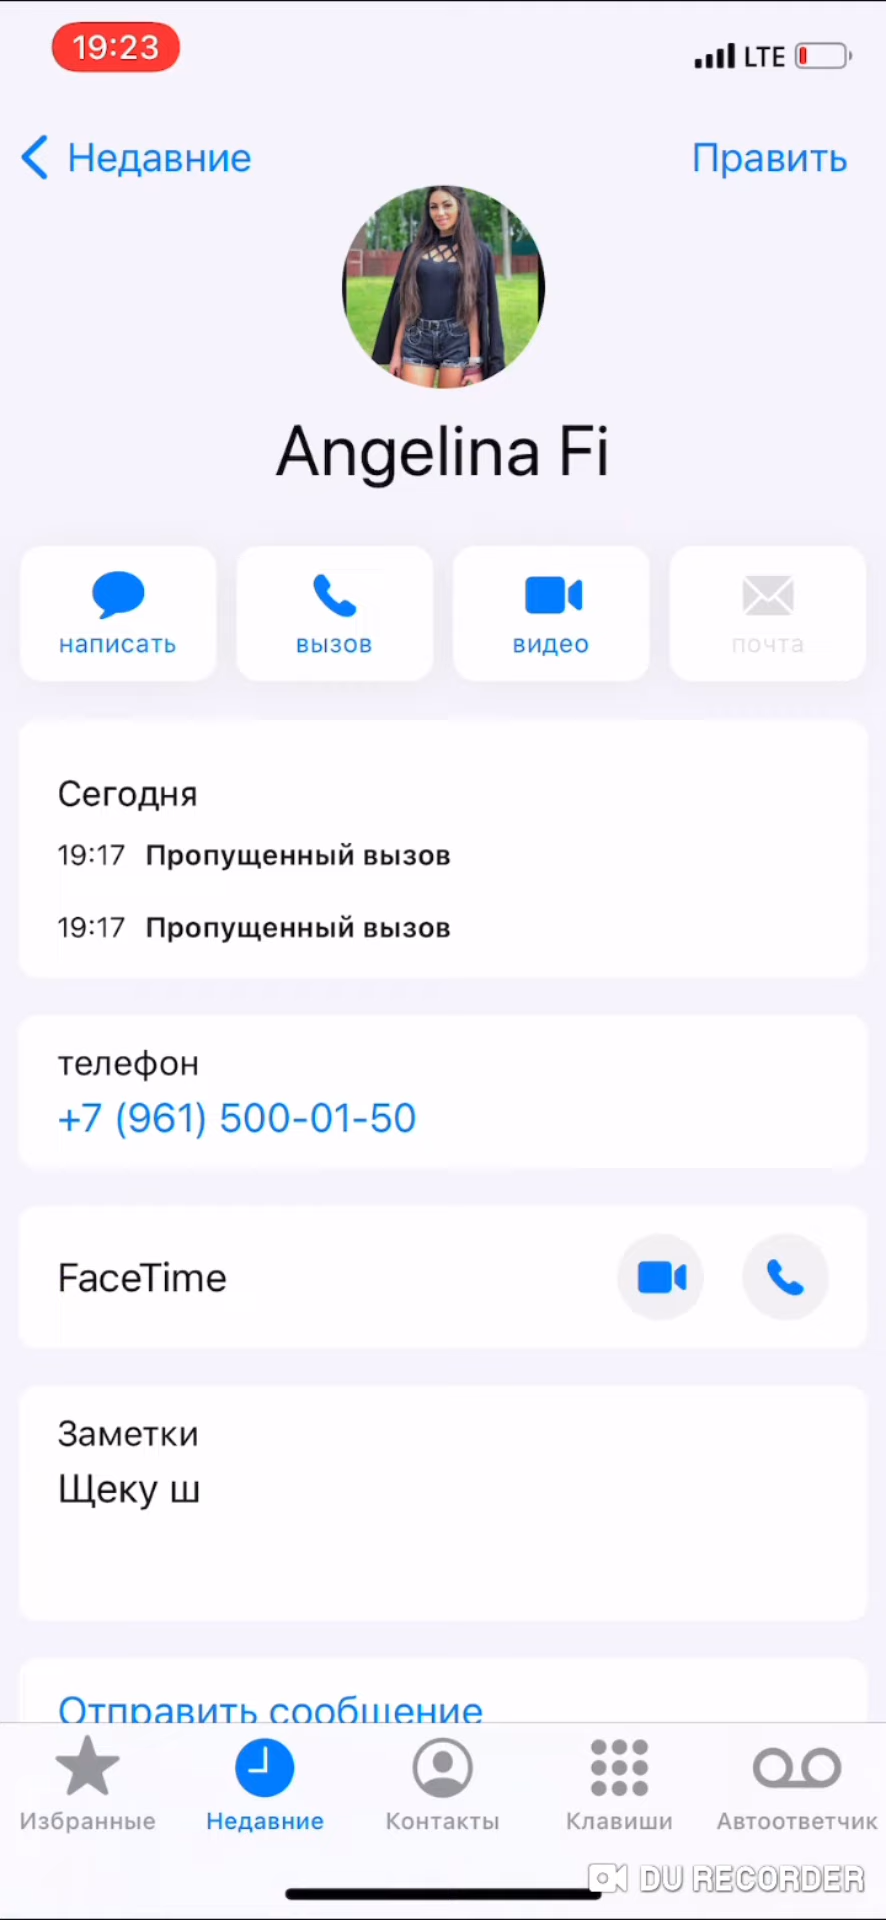 19:23
LTE
Недавние
Править
Angelina Fi
написать
вызов
видео
почта
Сегодня
19:17 Пропущенный вызов
19:17 Пропущенный вызов
телефон
+7 (961) 500-01-50
FaceTime
Заметки
Щеку ш
Отправить сообщение
Избранные
Недавние
Контакты
Клавиши
Автоответчик
DU RECORDER